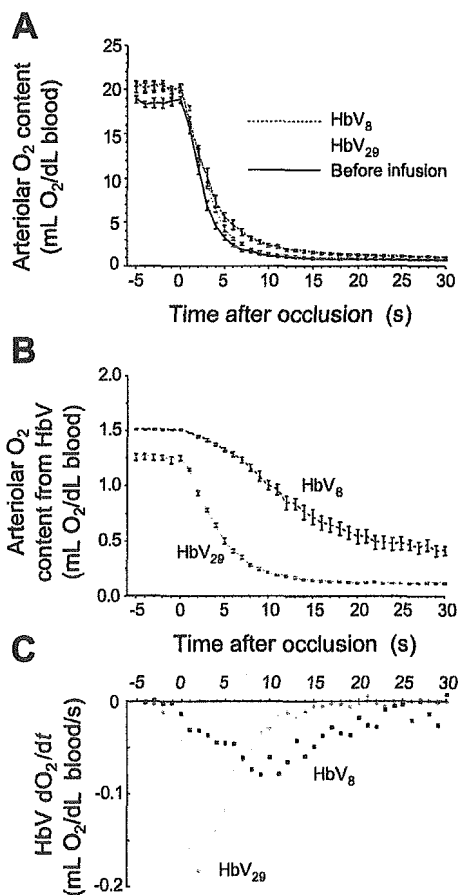 A
Arteriolar O2 content
(mL O2/dL blood)
25
20
15
10
5
0
HbV8
HbV29
Before infusion
-5 0 5 10 15 20 25 30
Time after occlusion (s)
B
Arteriolar O2
content from HbV
(mL O2/dL blood)
2.0
1.5
1.0
0.5
0.0
HbV8
HbV29
-5 0 5 10 15 20 25 30
Time after occlusion (s)
C
-5 0 5 10 15 20 25 30
HbV dO2/dt
(mL O2/dL blood/s)
0
-0.1
-0.2
HbV8
HbV29